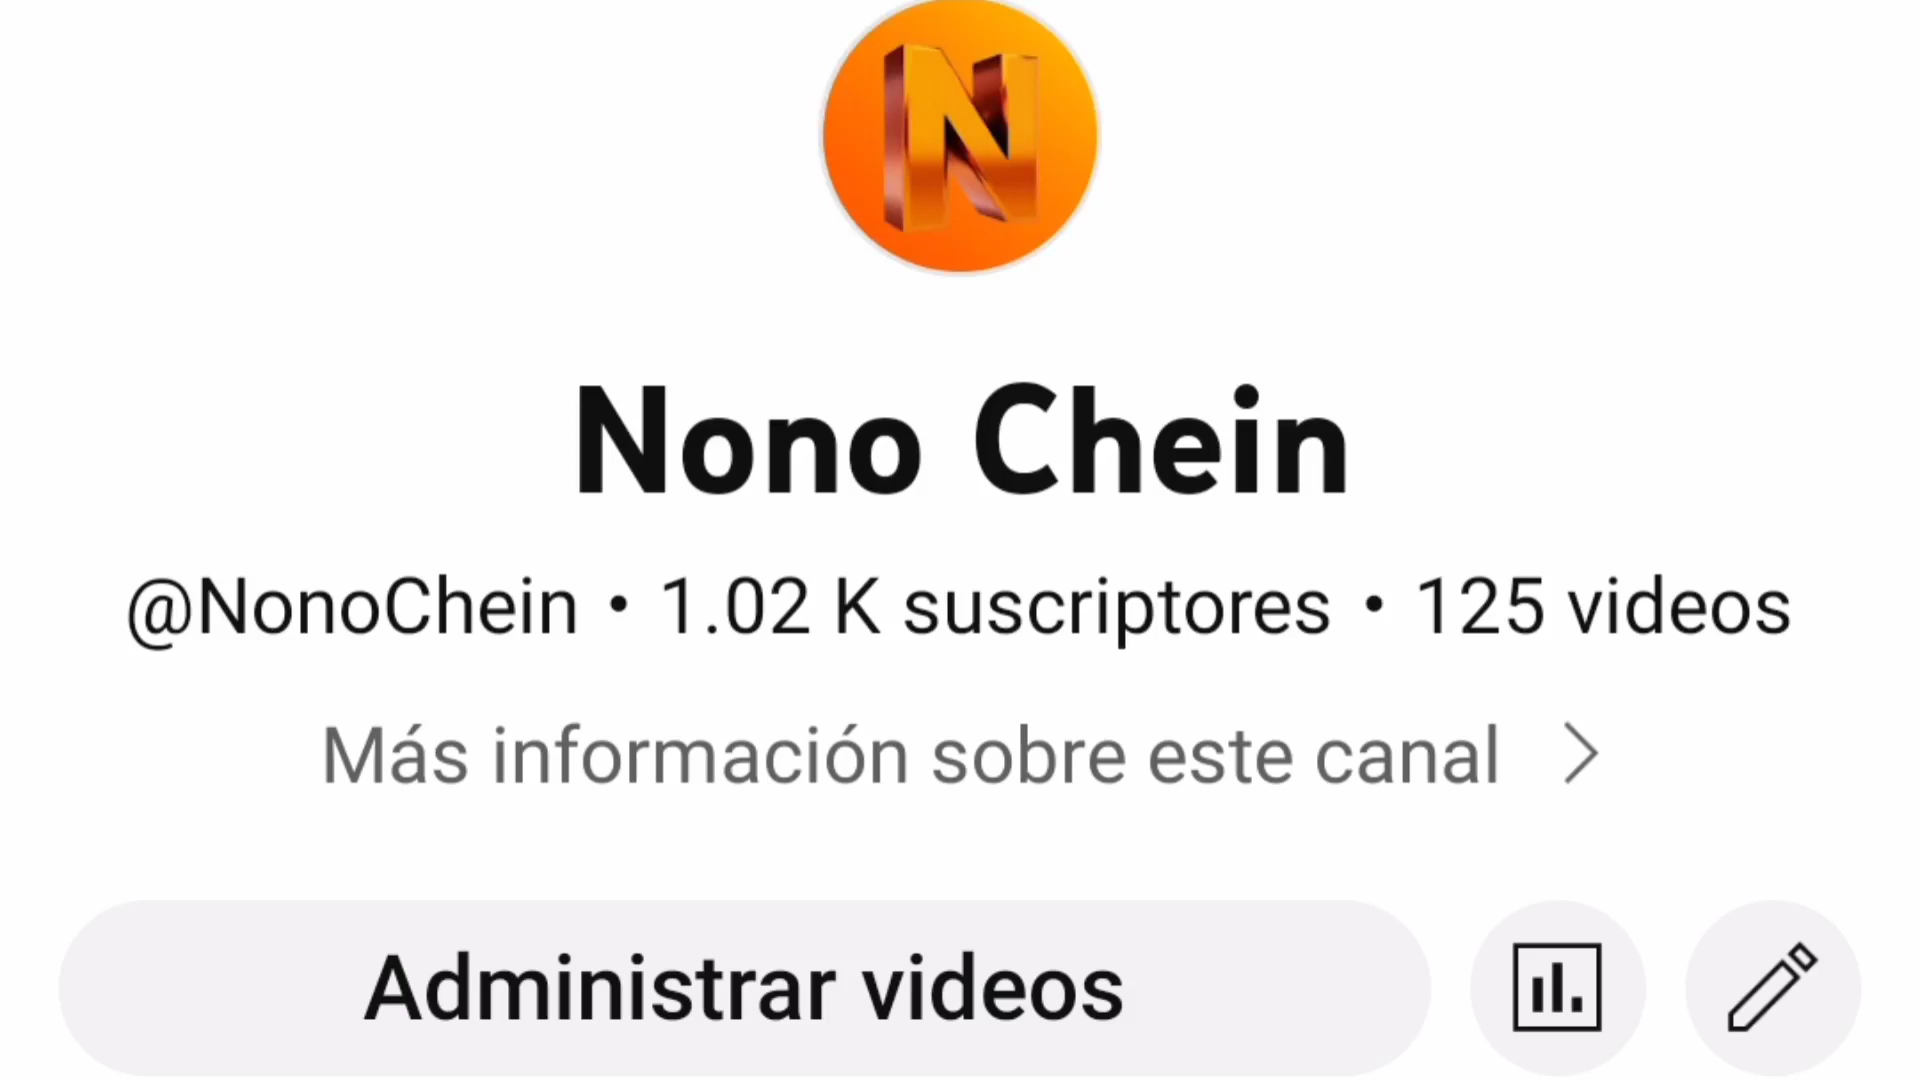 N
Nono Chein
@NonoChein • 1.02 K suscriptores • 125 videos
Más información sobre este canal >
Administrar videos